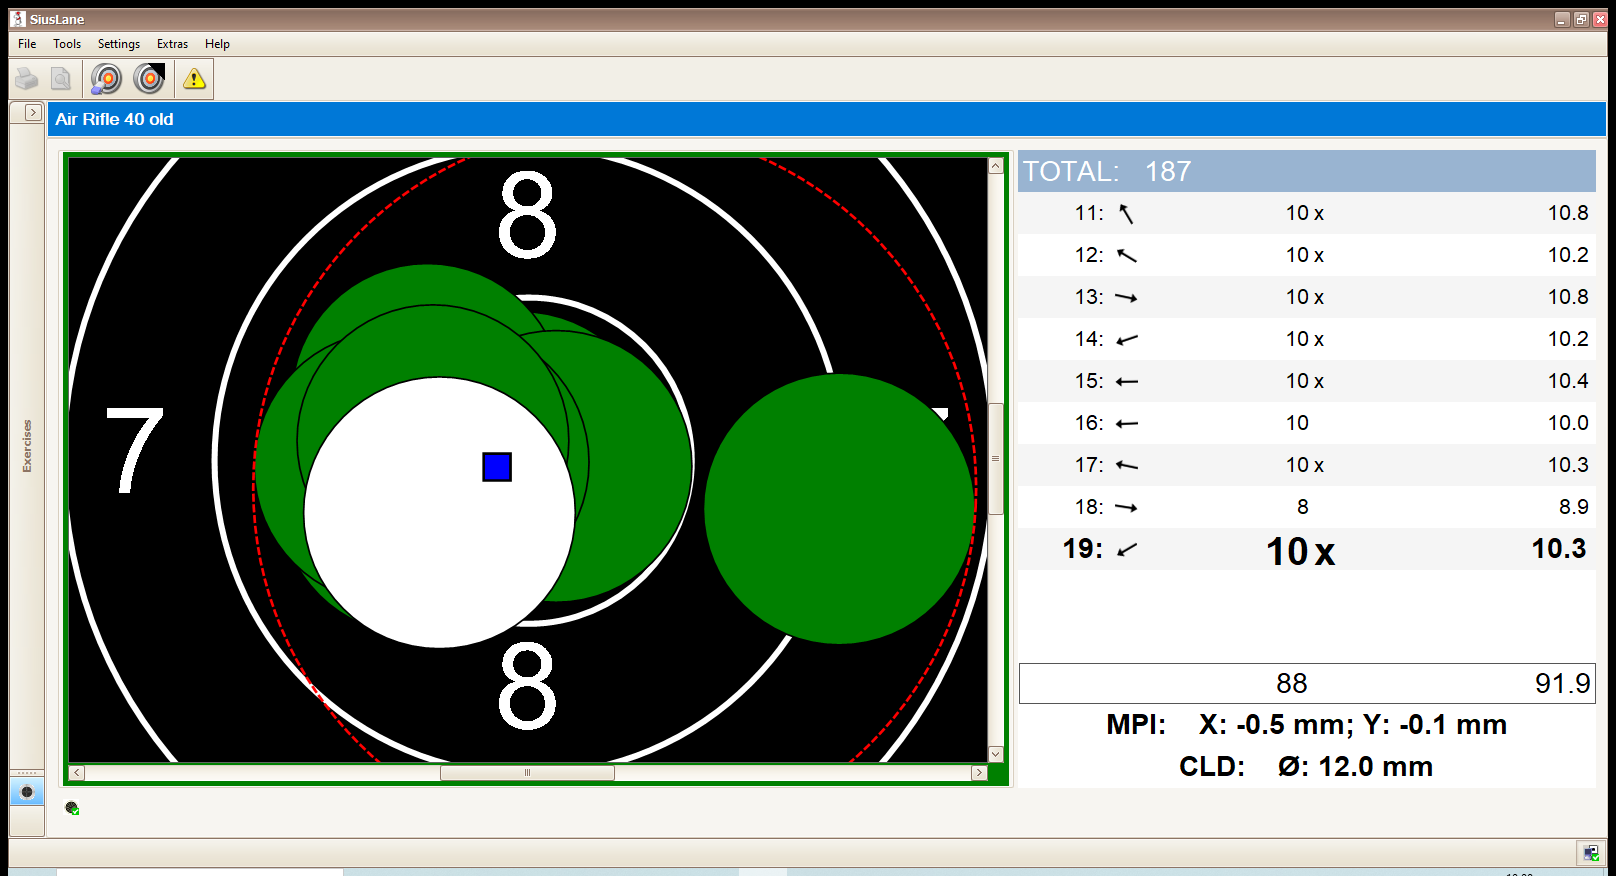 SiusLane
File Tools Settings Extras Help
Air Rifle 40 old
Exercises
8
7
8
TOTAL: 187
11: 10 x 10.8
12: 10 x 10.2
13: 10 x 10.8
14: 10 x 10.2
15: 10 x 10.4
16: 10 10.0
17: 10 x 10.3
18: 8 8.9
19: 10 x 10.3
88 91.9
MPI: X: -0.5 mm; Y: -0.1 mm
CLD: Ø: 12.0 mm